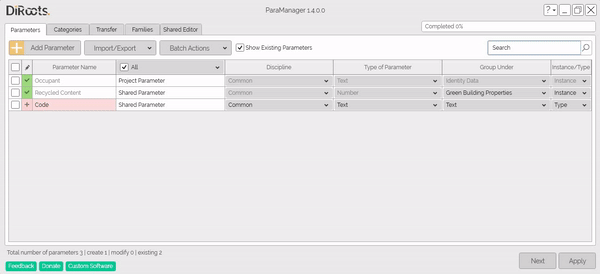 DiRoots.
ParaManager 1.4.0.0
?
Completed 0%
Parameters Categories Transfer Families Shared Editor
Add Parameter Import/Export Batch Actions Show Existing Parameters Search
Parameter Name All Discipline Type of Parameter Group Under Instance/Type
Occupant Project Parameter Common Text Identity Data Instance
Recycled Content Shared Parameter Common Number Green Building Properties Instance
Code Shared Parameter Common Text Text Type
Total number of parameters 3 | create 1 | modify 0 | existing 2
Feedback Donate Custom Software Next Apply